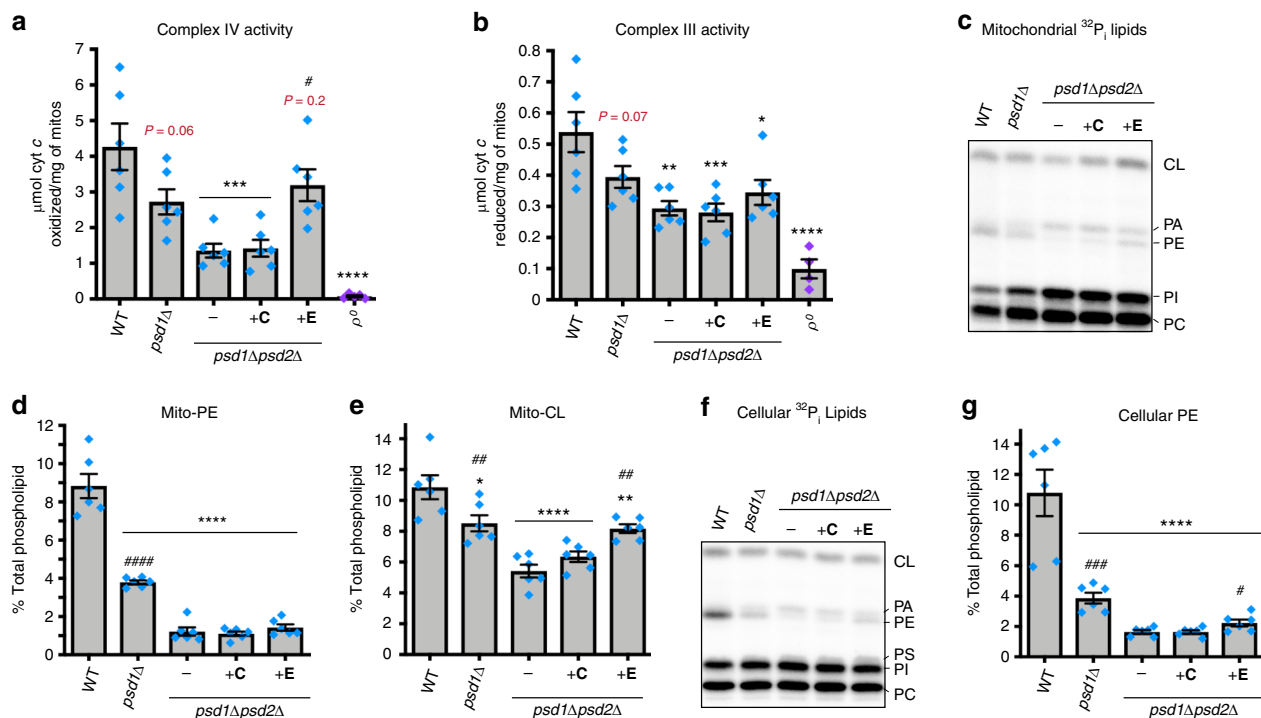 a
Complex IV activity
μmol cyt c
oxidized/mg of mitos
7
6
5
4
3
2
1
0
P = 0.06
***
#
P = 0.2
****
WT
psd1Δ
–
+C
+E
ρ⁰
psd1Δpsd2Δ
b
Complex III activity
μmol cyt c
reduced/mg of mitos
0.8
0.7
0.6
0.5
0.4
0.3
0.2
0.1
0
P = 0.07
**
***
*
****
WT
psd1Δ
–
+C
+E
ρ⁰
psd1Δpsd2Δ
c
Mitochondrial ³²Pᵢ lipids
psd1Δpsd2Δ
WT
psd1Δ
–
+C
+E
CL
PA
PE
PI
PC
d
Mito-PE
% Total phospholipid
12
10
8
6
4
2
0
****
####
WT
psd1Δ
–
+C
+E
psd1Δpsd2Δ
e
Mito-CL
% Total phospholipid
14
12
10
8
6
4
2
0
##
*
****
##
**
WT
psd1Δ
–
+C
+E
psd1Δpsd2Δ
f
Cellular ³²Pᵢ Lipids
psd1Δpsd2Δ
WT
psd1Δ
–
+C
+E
CL
PA
PE
PS
PI
PC
g
Cellular PE
% Total phospholipid
14
12
10
8
6
4
2
0
****
###
#
WT
psd1Δ
–
+C
+E
psd1Δpsd2Δ